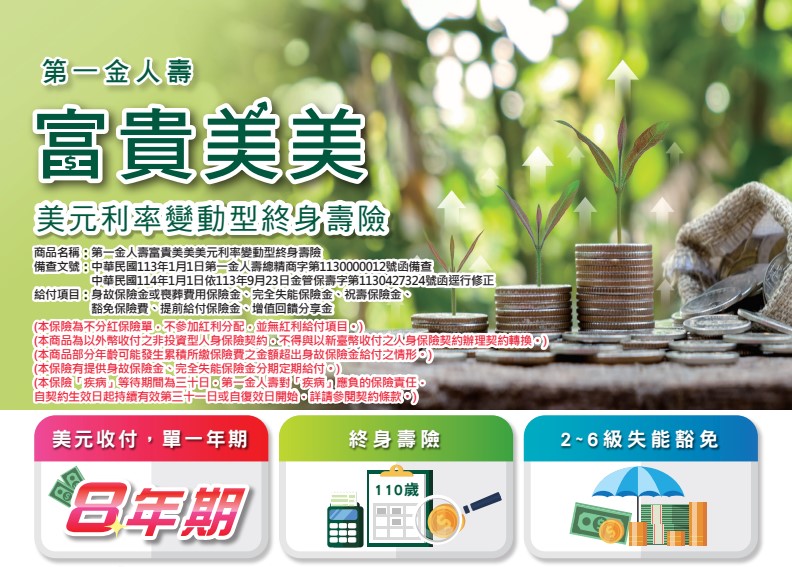 第一金人壽
富貴美美
美元利率變動型終身壽險
商品名稱：第一金人壽富貴美美美元利率變動型終身壽險
備查文號：中華民國113年1月1日第一金人壽總精商字第1130000012號函備查
中華民國114年1月1日依113年9月23日金管保壽字第1130427324號函逕行修正
給付項目：身故保險金或喪葬費用保險金、完全失能保險金、祝壽保險金、
豁免保險費、提前給付保險金、增值回饋分享金
(本保險為不分紅保險單，不參加紅利分配，並無紅利給付項目。)
(本商品為以外幣收付之非投資型人身保險契約，不得與以新臺幣收付之人身保險契約辦理契約轉換。)
(本商品部分年齡可能發生累積所繳保險費之金額超出身故保險金給付之情形。)
(本保險有提供身故保險金、完全失能保險金分期定期給付。)
(本保險「疾病」等待期間為三十日，第一金人壽對「疾病」應負的保險責任，
自契約生效日起持續有效第三十一日或自復效日開始，詳請參閱契約條款。)
美元收付，單一年期
8年期
終身壽險
110歲
2~6級失能豁免